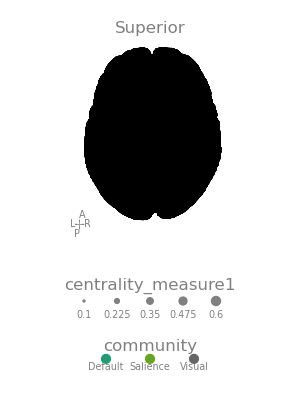 Superior
A
L R
P
centrality_measure1
0.1 0.225 0.35 0.475 0.6
community
Default Salience Visual